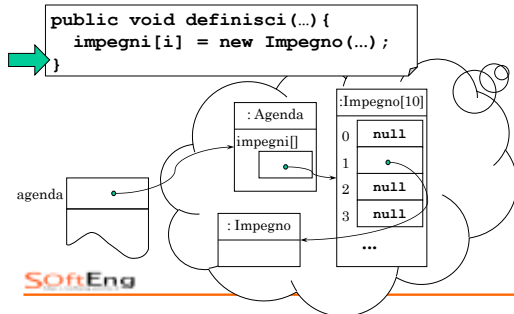 public void definisci(…){
impegni[i] = new Impegno(…);
}
:Impegno[10]
: Agenda
impegni[]
0 null
1
2 null
3 null
...
agenda
: Impegno
SOftEng